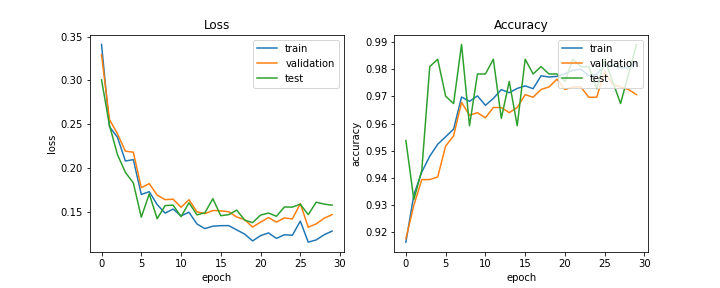 Loss
train
validation
test
0.35
0.30
0.25
0.20
0.15
loss
0
5
10
15
20
25
30
epoch
Accuracy
train
validation
test
0.99
0.98
0.97
0.96
0.95
0.94
0.93
0.92
accuracy
0
5
10
15
20
25
30
epoch